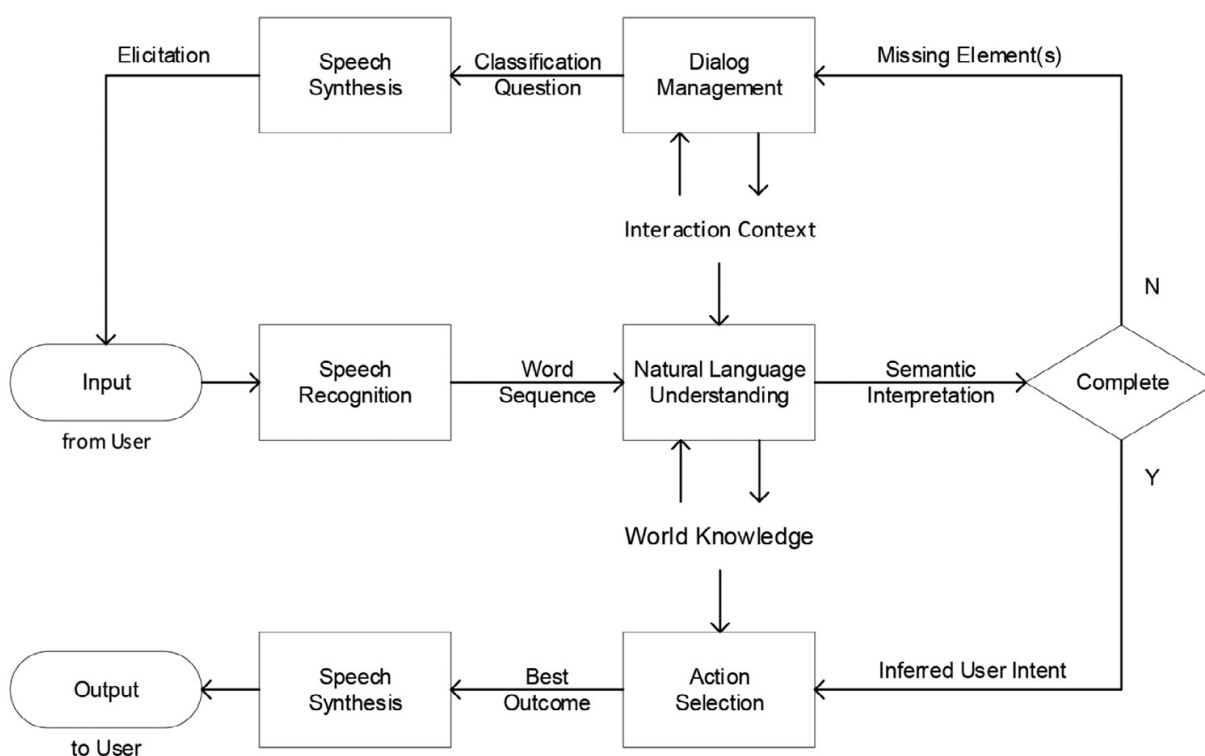 Elicitation
Speech
Synthesis
Classification
Question
Dialog
Management
Missing Element(s)
Interaction Context
N
Input
from User
Speech
Recognition
Word
Sequence
Natural Language
Understanding
Semantic
Interpretation
Complete
Y
World Knowledge
Output
to User
Speech
Synthesis
Best
Outcome
Action
Selection
Inferred User Intent